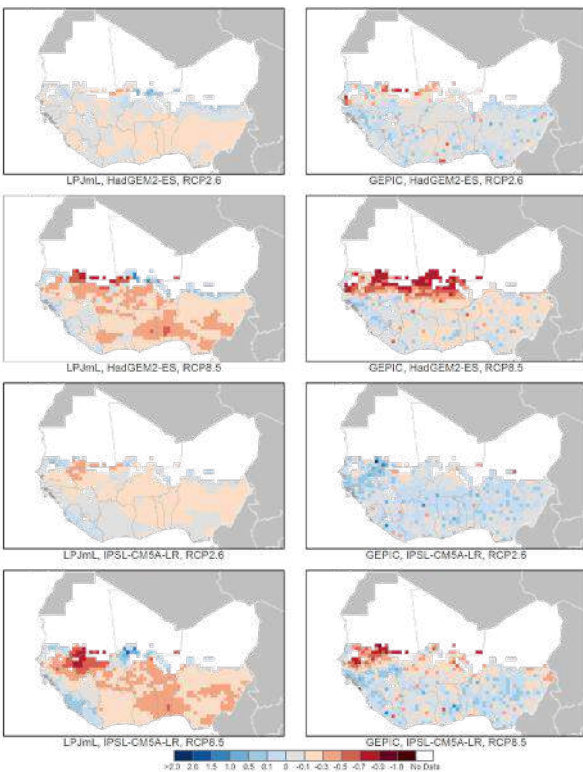 LPJmL, HadGEM2-ES, RCP2.6
GEPIC, HadGEM2-ES, RCP2.6
LPJmL, HadGEM2-ES, RCP8.5
GEPIC, HadGEM2-ES, RCP8.5
LPJmL, IPSL-CM5A-LR, RCP2.6
GEPIC, IPSL-CM5A-LR, RCP2.6
LPJmL, IPSL-CM5A-LR, RCP8.5
GEPIC, IPSL-CM5A-LR, RCP8.5
>2.0 2.0 1.5 1.0 0.5 0.1 0 -0.1 -0.3 -0.5 -0.7 -0.9 -1.0 No Data